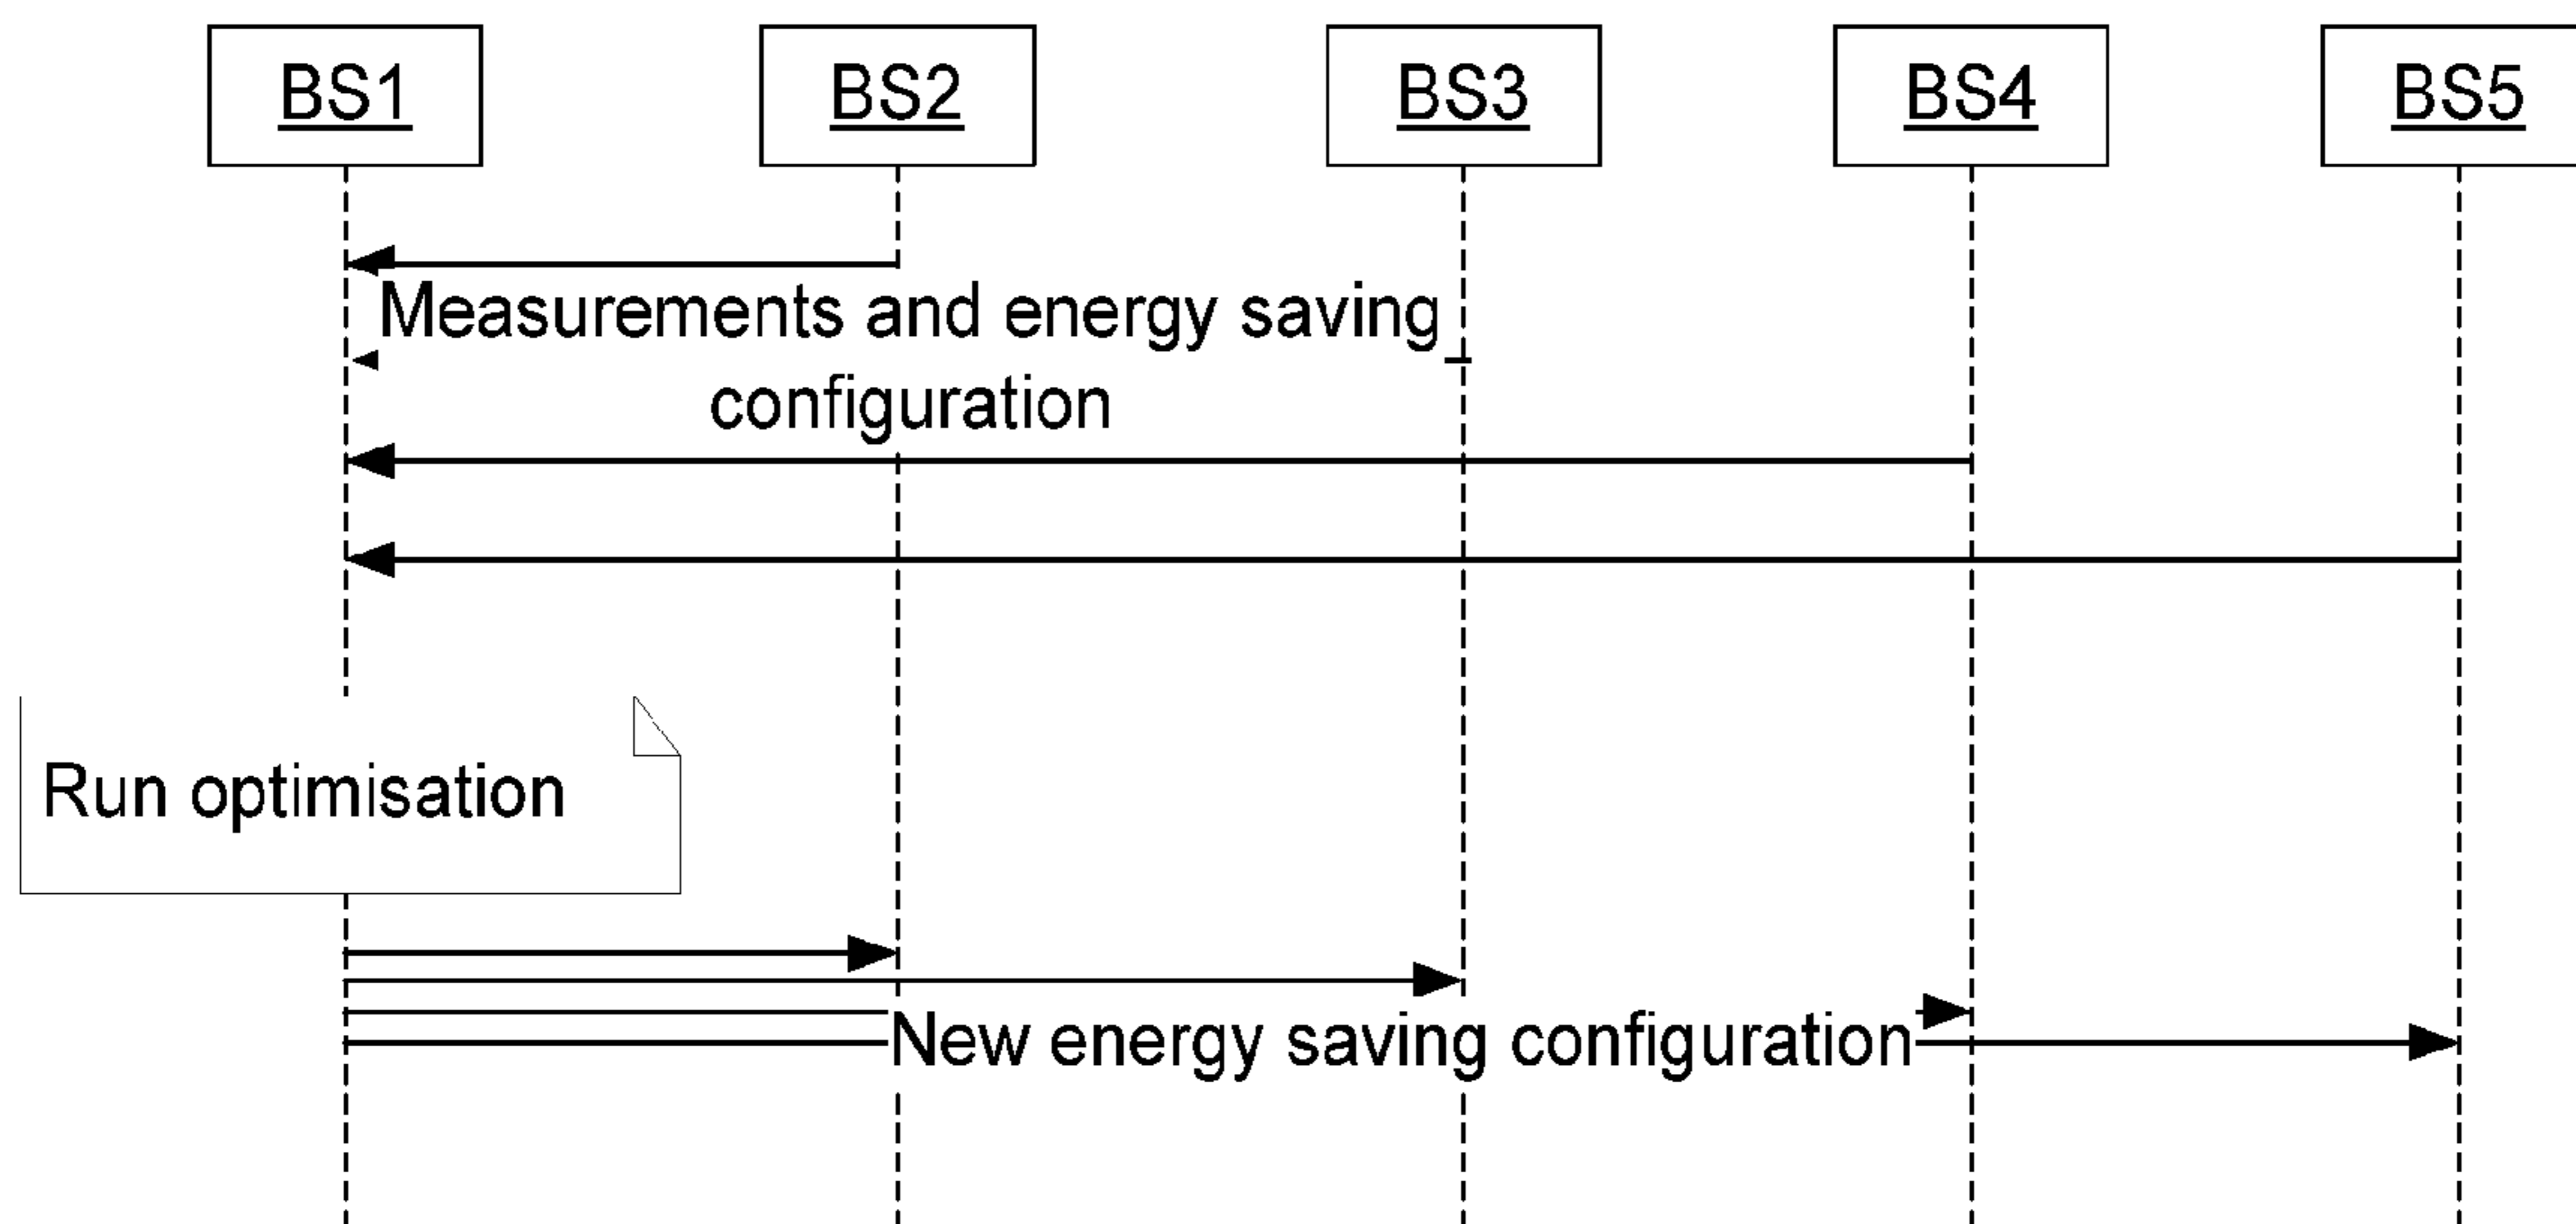 BS1 BS2 BS3 BS4 BS5
Measurements and energy saving
configuration
Run optimisation
New energy saving configuration